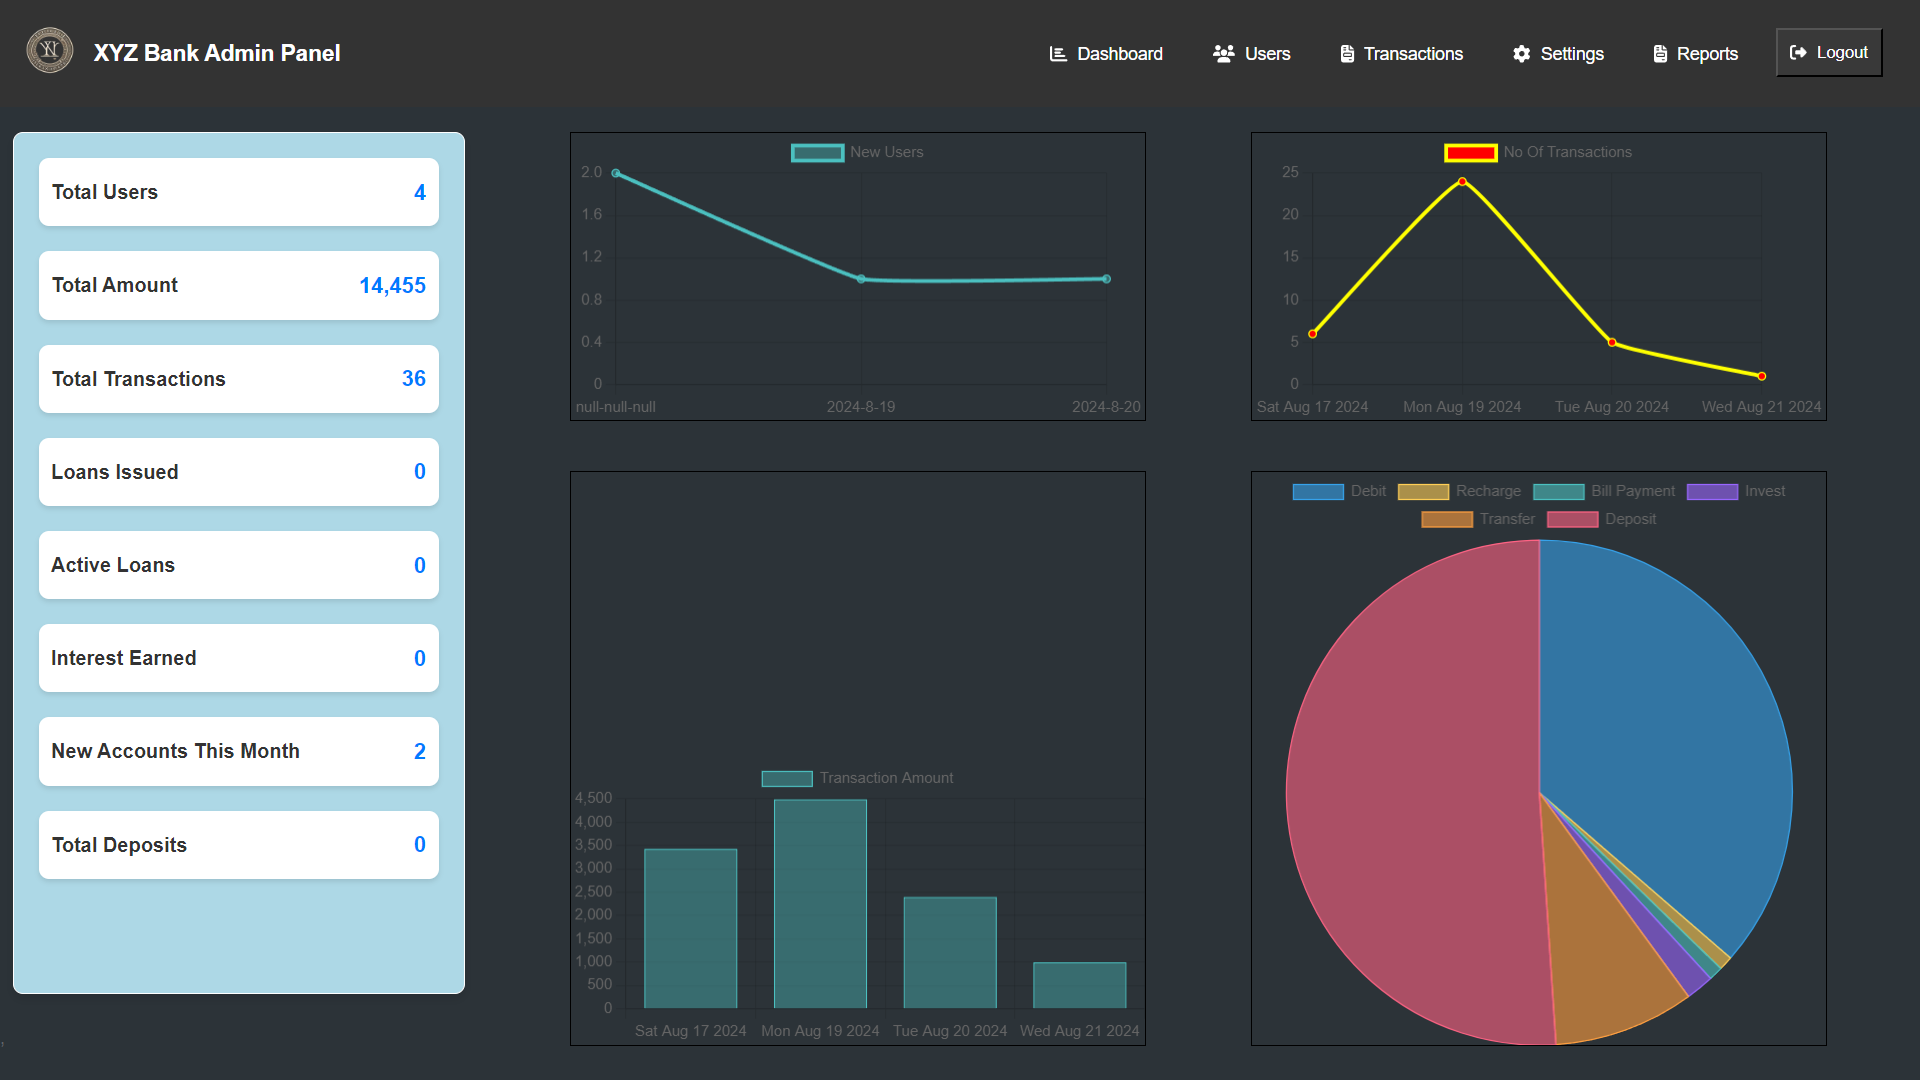 XYZ Bank Admin Panel
Dashboard
Users
Transactions
Settings
Reports
Logout
Total Users 4
Total Amount 14,455
Total Transactions 36
Loans Issued 0
Active Loans 0
Interest Earned 0
New Accounts This Month 2
Total Deposits 0
,
New Users
2.0
1.6
1.2
0.8
0.4
0
null-null-null 2024-8-19 2024-8-20
No Of Transactions
25
20
15
10
5
0
Sat Aug 17 2024 Mon Aug 19 2024 Tue Aug 20 2024 Wed Aug 21 2024
Transaction Amount
4,500
4,000
3,500
3,000
2,500
2,000
1,500
1,000
500
0
Sat Aug 17 2024 Mon Aug 19 2024 Tue Aug 20 2024 Wed Aug 21 2024
Debit Recharge Bill Payment Invest
Transfer Deposit